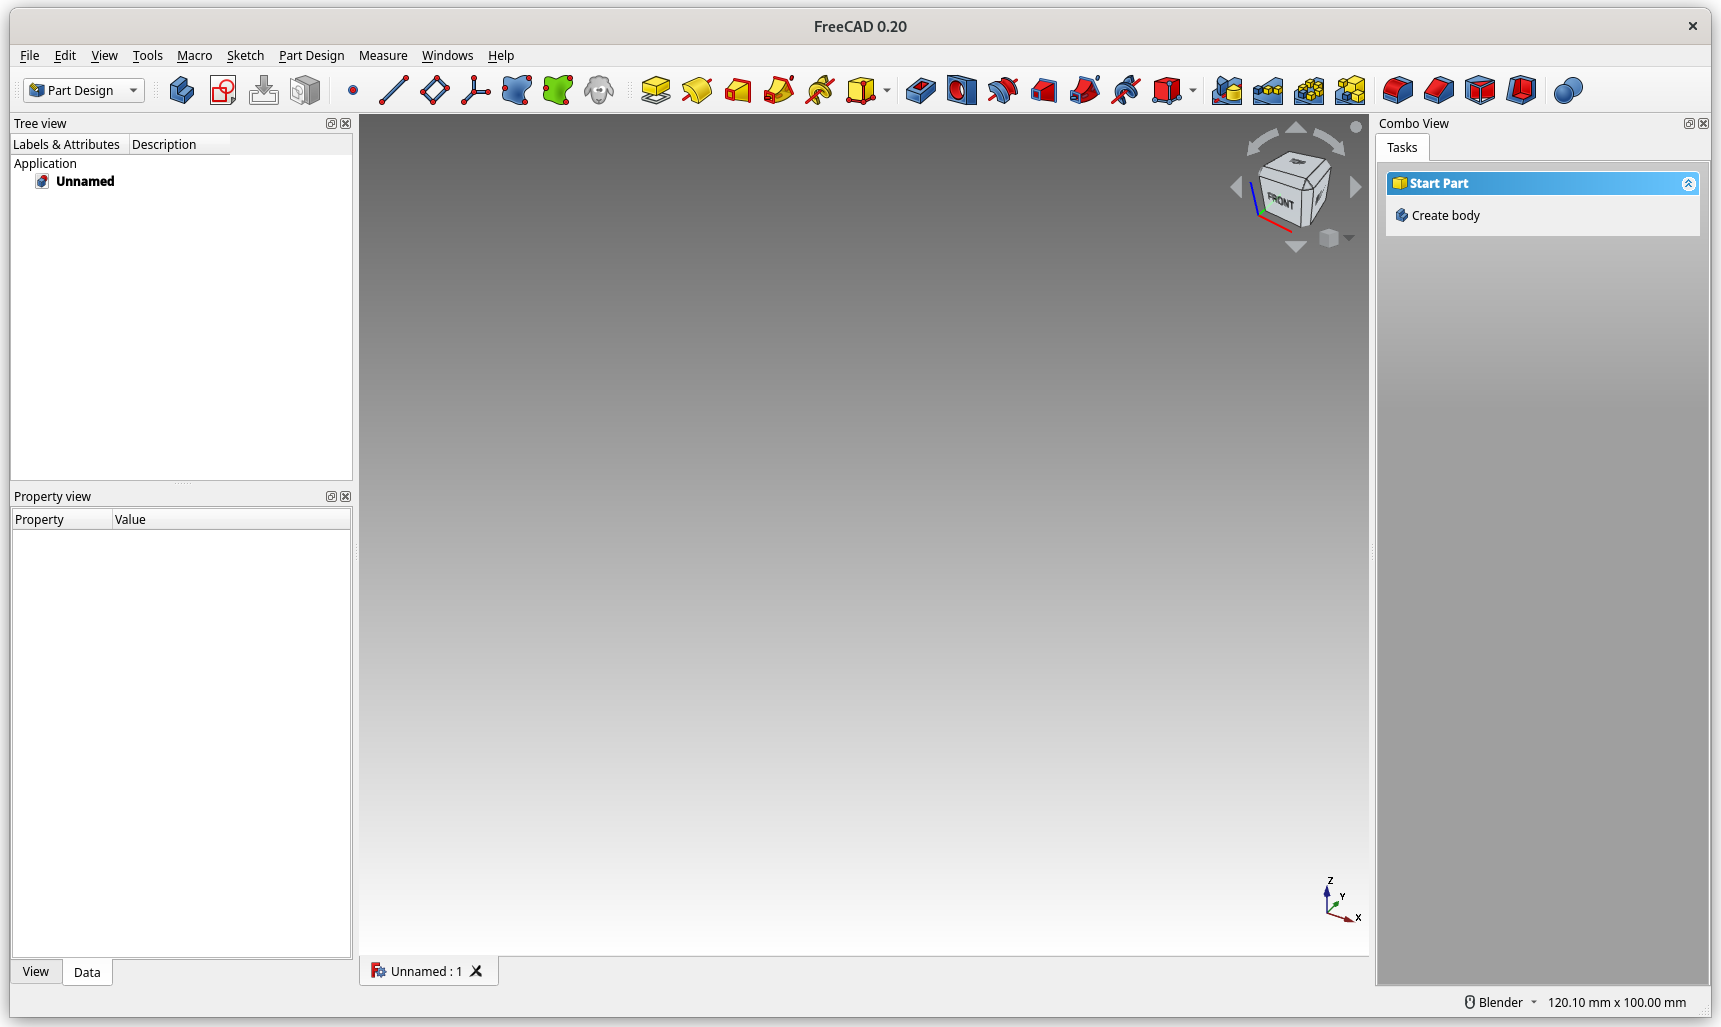 FreeCAD 0.20
File Edit View Tools Macro Sketch Part Design Measure Windows Help
Part Design
Tree view
Labels & Attributes Description
Application
Unnamed
Property view
Property Value
View Data
FRONT
Z
Y
X
Unnamed : 1
Combo View
Tasks
Start Part
Create body
Blender 120.10 mm x 100.00 mm